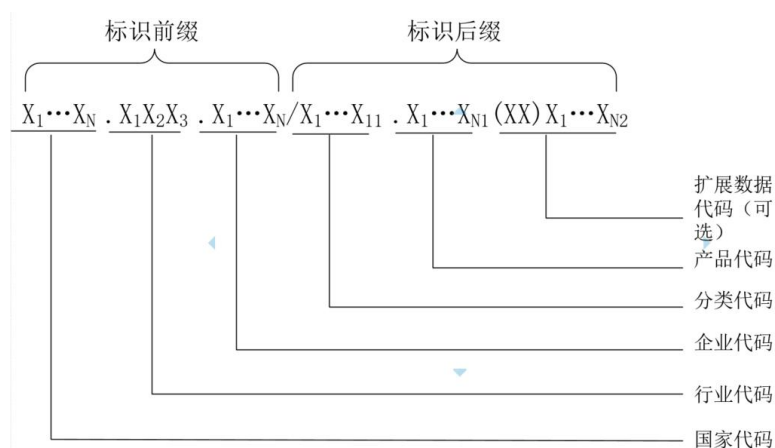 标识前缀 标识后缀
X₁···X_N . X₁X₂X₃ . X₁···X_N/X₁···X₁₁ . X₁···X_N1(XX)X₁···X_N2
扩展数据
代码（可
选）
产品代码
分类代码
企业代码
行业代码
国家代码